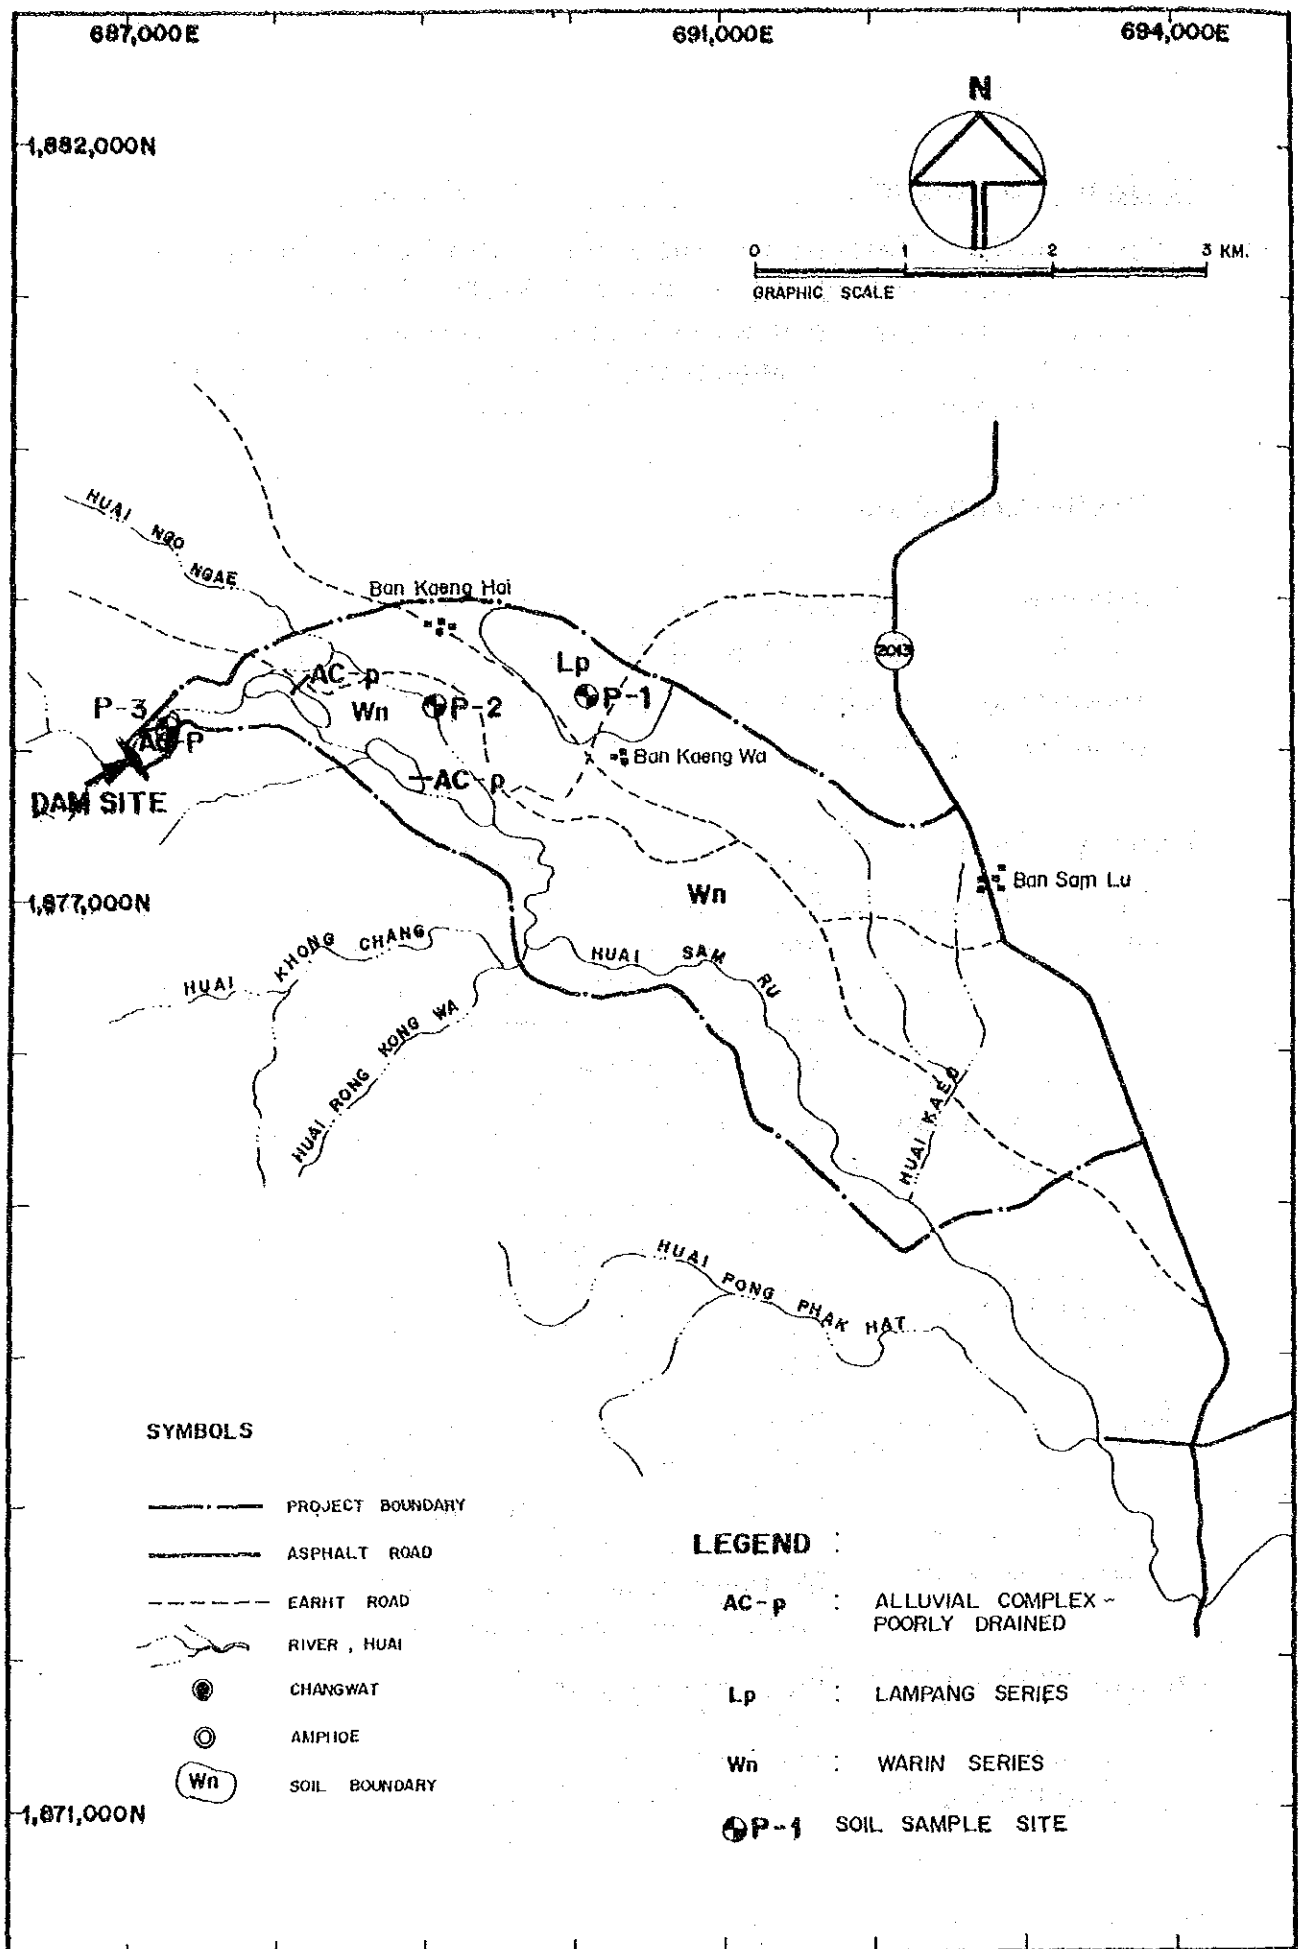 687,000E 691,000E 694,000E
N
1,882,000N
0 1 2 3 KM.
GRAPHIC SCALE
HUAI NGO NGAE
Ban Kaeng Hai
2013
Lp
AC-p
P-1
P-3
P-2
Wn
AC-P
Ban Kaeng Wa
AC-p
DAM SITE
Ban Sam Lu
Wn
1,877,000N
HUAI KHONG CHANG
HUAI SAM RU
HUAI RONG KONG WA
HUAI KAEO
HUAI PONG PHAK HAT
SYMBOLS
PROJECT BOUNDARY
ASPHALT ROAD
EARHT ROAD
RIVER , HUAI
CHANGWAT
AMPHOE
Wn SOIL BOUNDARY
LEGEND :
AC-p : ALLUVIAL COMPLEX -
POORLY DRAINED
Lp : LAMPANG SERIES
Wn : WARIN SERIES
P-1 SOIL SAMPLE SITE
1,871,000N